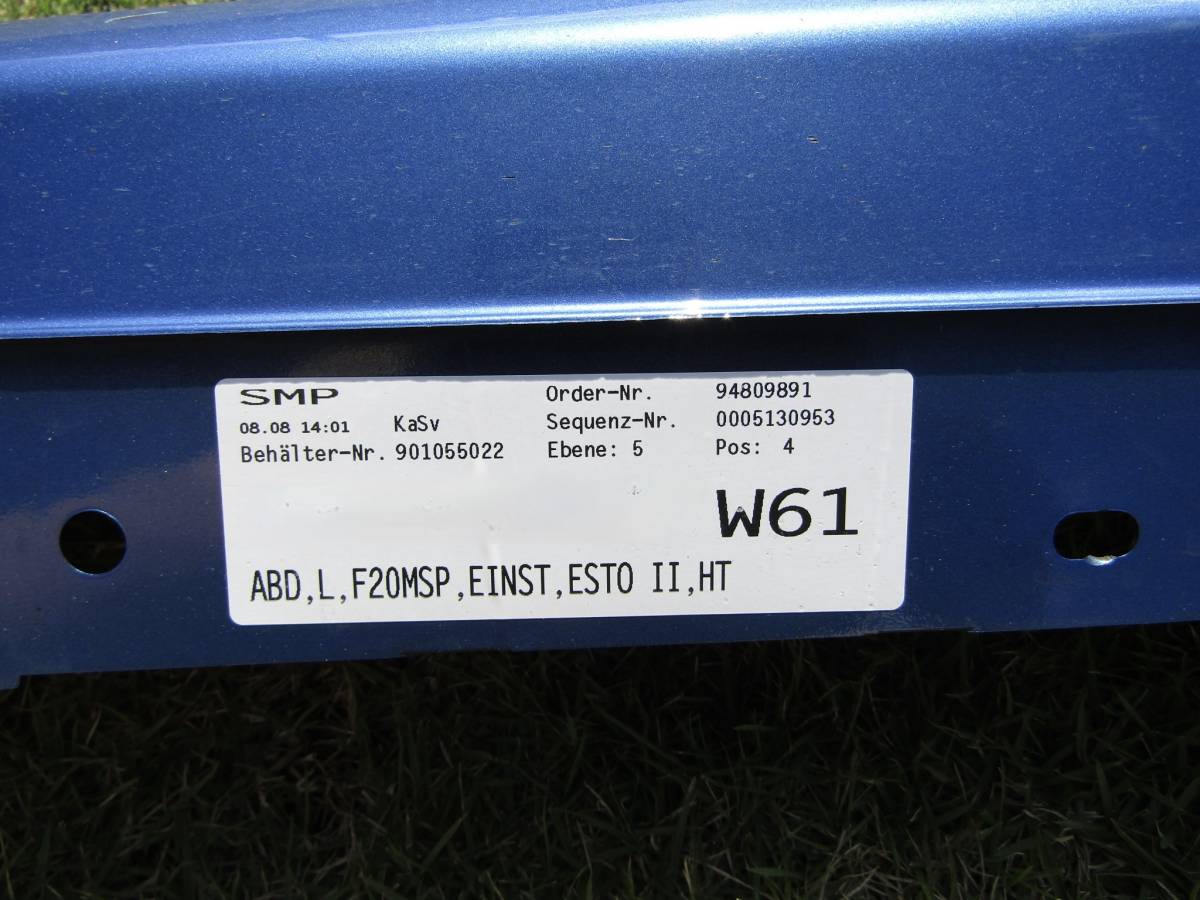 SMP Order-Nr. 94809891
08.08 14:01 KaSv Sequenz-Nr. 0005130953
Behälter-Nr. 901055022 Ebene: 5 Pos: 4
W61
ABD,L,F20MSP,EINST,ESTO II,HT